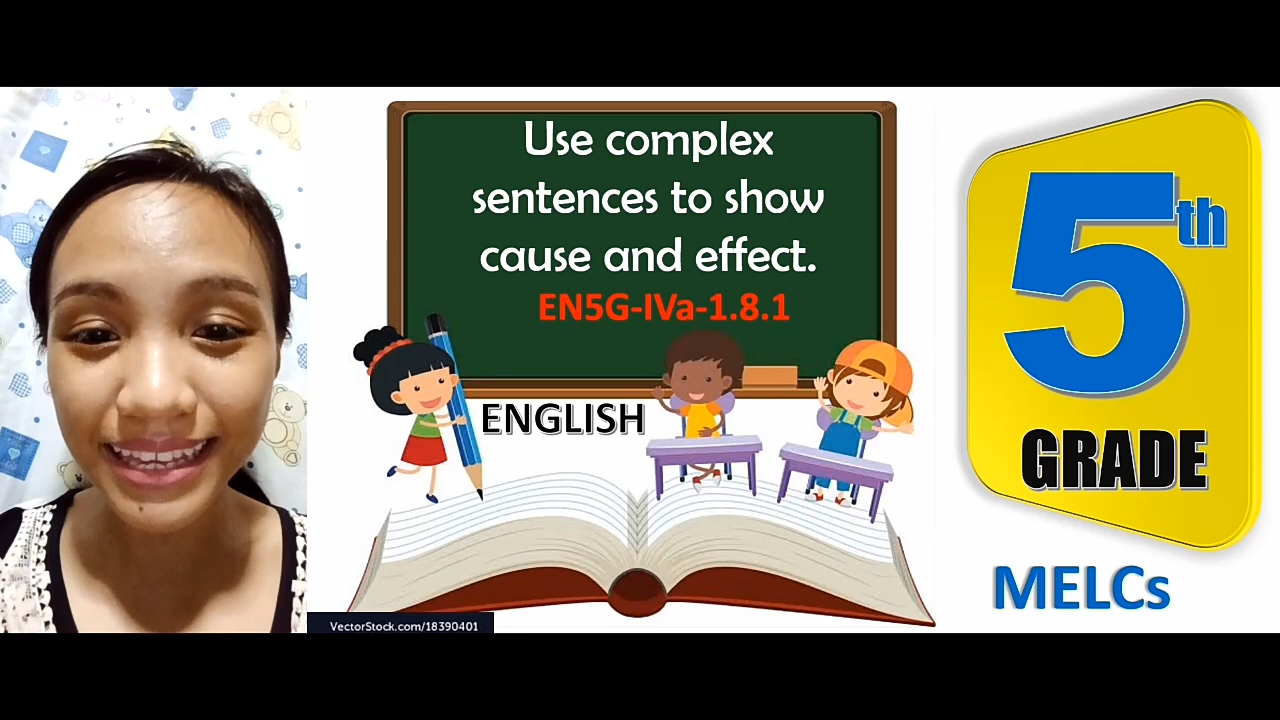 Use complex
sentences to show
cause and effect.
EN5G-IVa-1.8.1
ENGLISH
5th
GRADE
MELCs
VectorStock.com/18390401